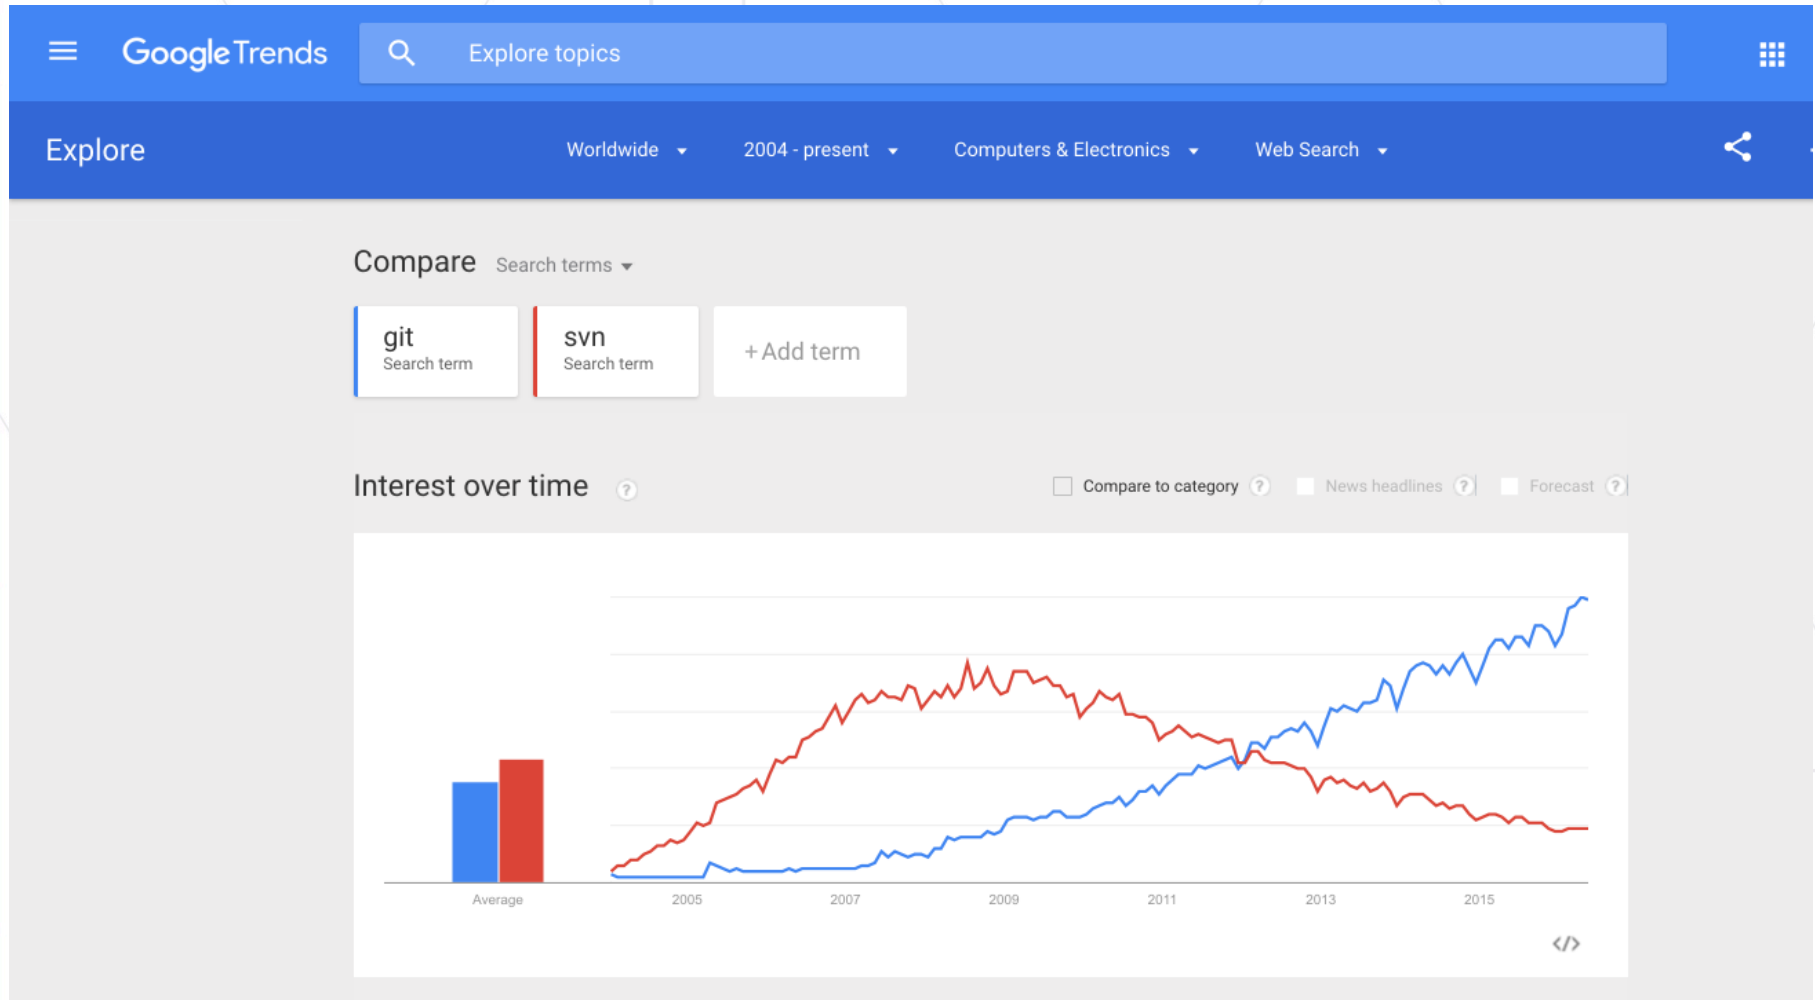 Google Trends
Explore topics
Explore
Worldwide
2004 - present
Computers & Electronics
Web Search
Compare
Search terms
git
Search term
svn
Search term
+ Add term
Interest over time
?
Compare to category
?
News headlines
?
Forecast
?
Average
2005
2007
2009
2011
2013
2015
</>